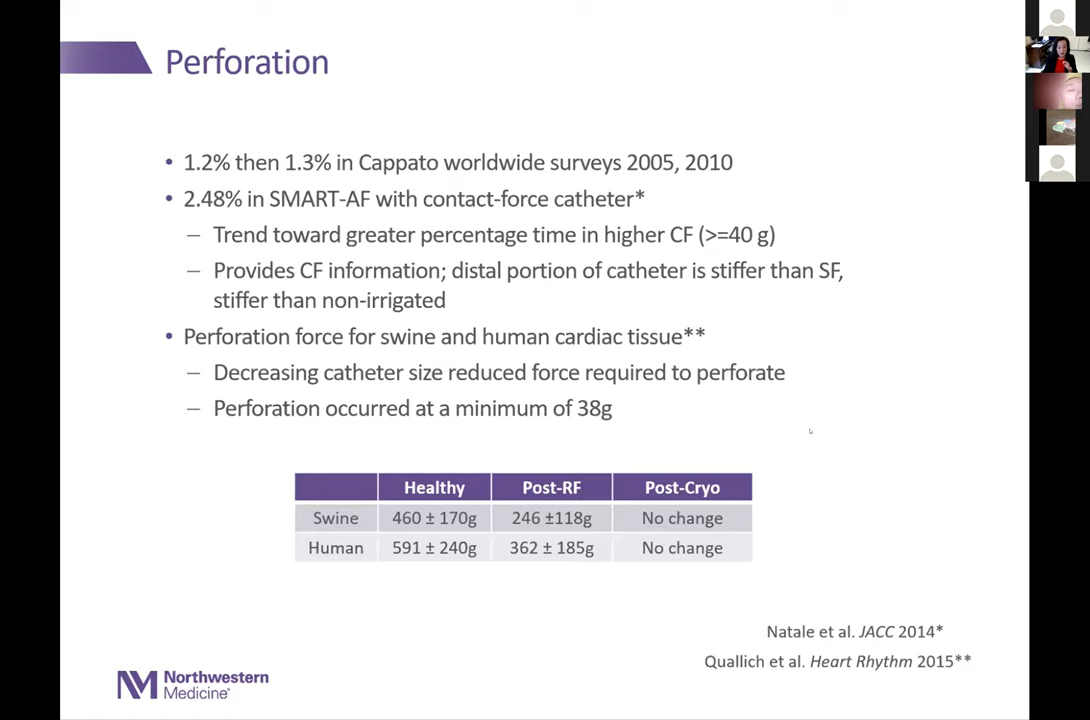 Perforation
• 1.2% then 1.3% in Cappato worldwide surveys 2005, 2010
• 2.48% in SMART-AF with contact-force catheter*
– Trend toward greater percentage time in higher CF (>=40 g)
– Provides CF information; distal portion of catheter is stiffer than SF,
stiffer than non-irrigated
• Perforation force for swine and human cardiac tissue**
– Decreasing catheter size reduced force required to perforate
– Perforation occurred at a minimum of 38g
Healthy Post-RF Post-Cryo
Swine 460 ± 170g 246 ±118g No change
Human 591 ± 240g 362 ± 185g No change
Natale et al. JACC 2014*
Quallich et al. Heart Rhythm 2015**
NM Northwestern
Medicine®